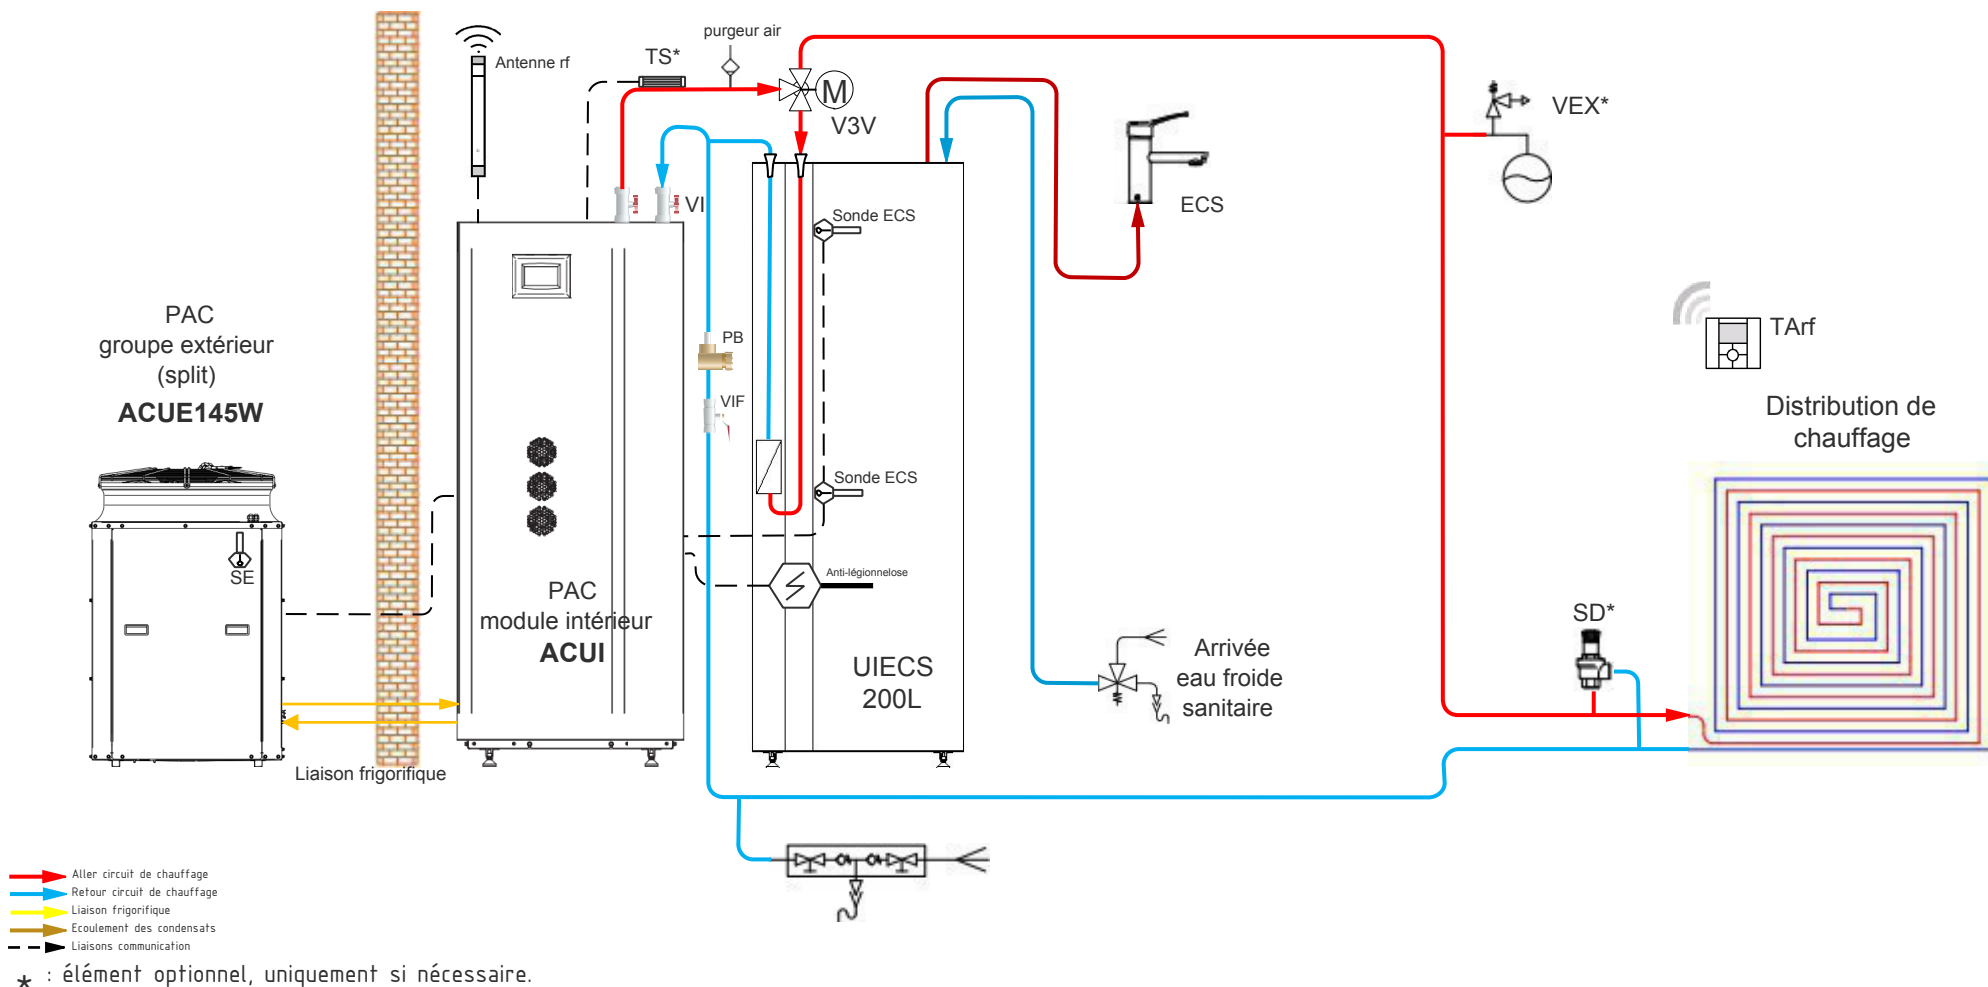 purgeur air
Antenne rf
TS*
M
V3V
VEX*
VI
ECS
Sonde ECS
PAC
groupe extérieur
(split)
ACUE145W
TArf
PB
VIF
Distribution de
chauffage
Sonde ECS
SE
Anti-légionnelose
PAC
module intérieur
ACUI
SD*
UIECS
200L
Arrivée
eau froide
sanitaire
Liaison frigorifique
Aller circuit de chauffage
Retour circuit de chauffage
Liaison frigorifique
Ecoulement des condensats
Liaisons communication
* : élément optionnel, uniquement si nécessaire.